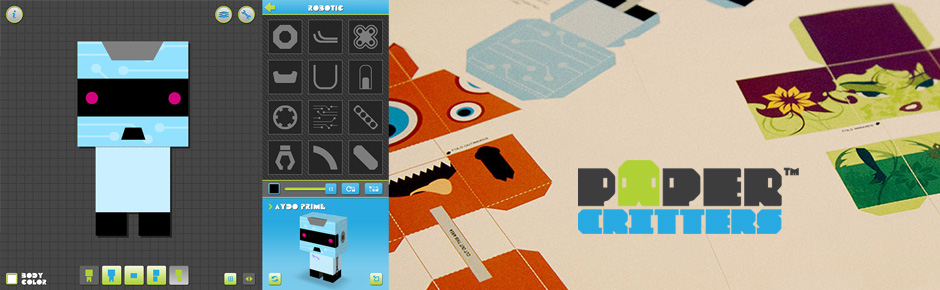 ROBOTIC
AYDO PRIME
BODY
COLOR
PAPER™
CRITTERS